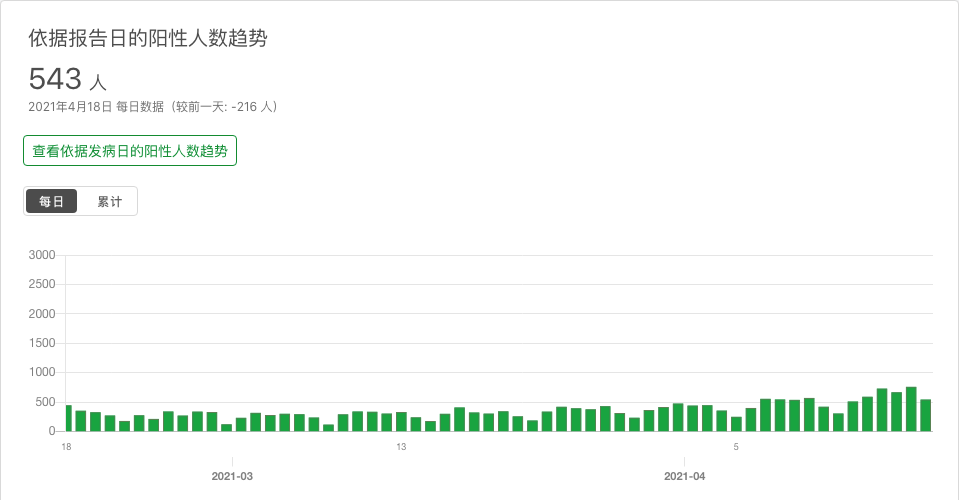 依据报告日的阳性人数趋势
543 人
2021年4月18日 每日数据（较前一天: -216 人）
查看依据发病日的阳性人数趋势
每日 累计
3000
2500
2000
1500
1000
500
0
18 13 5
2021-03 2021-04